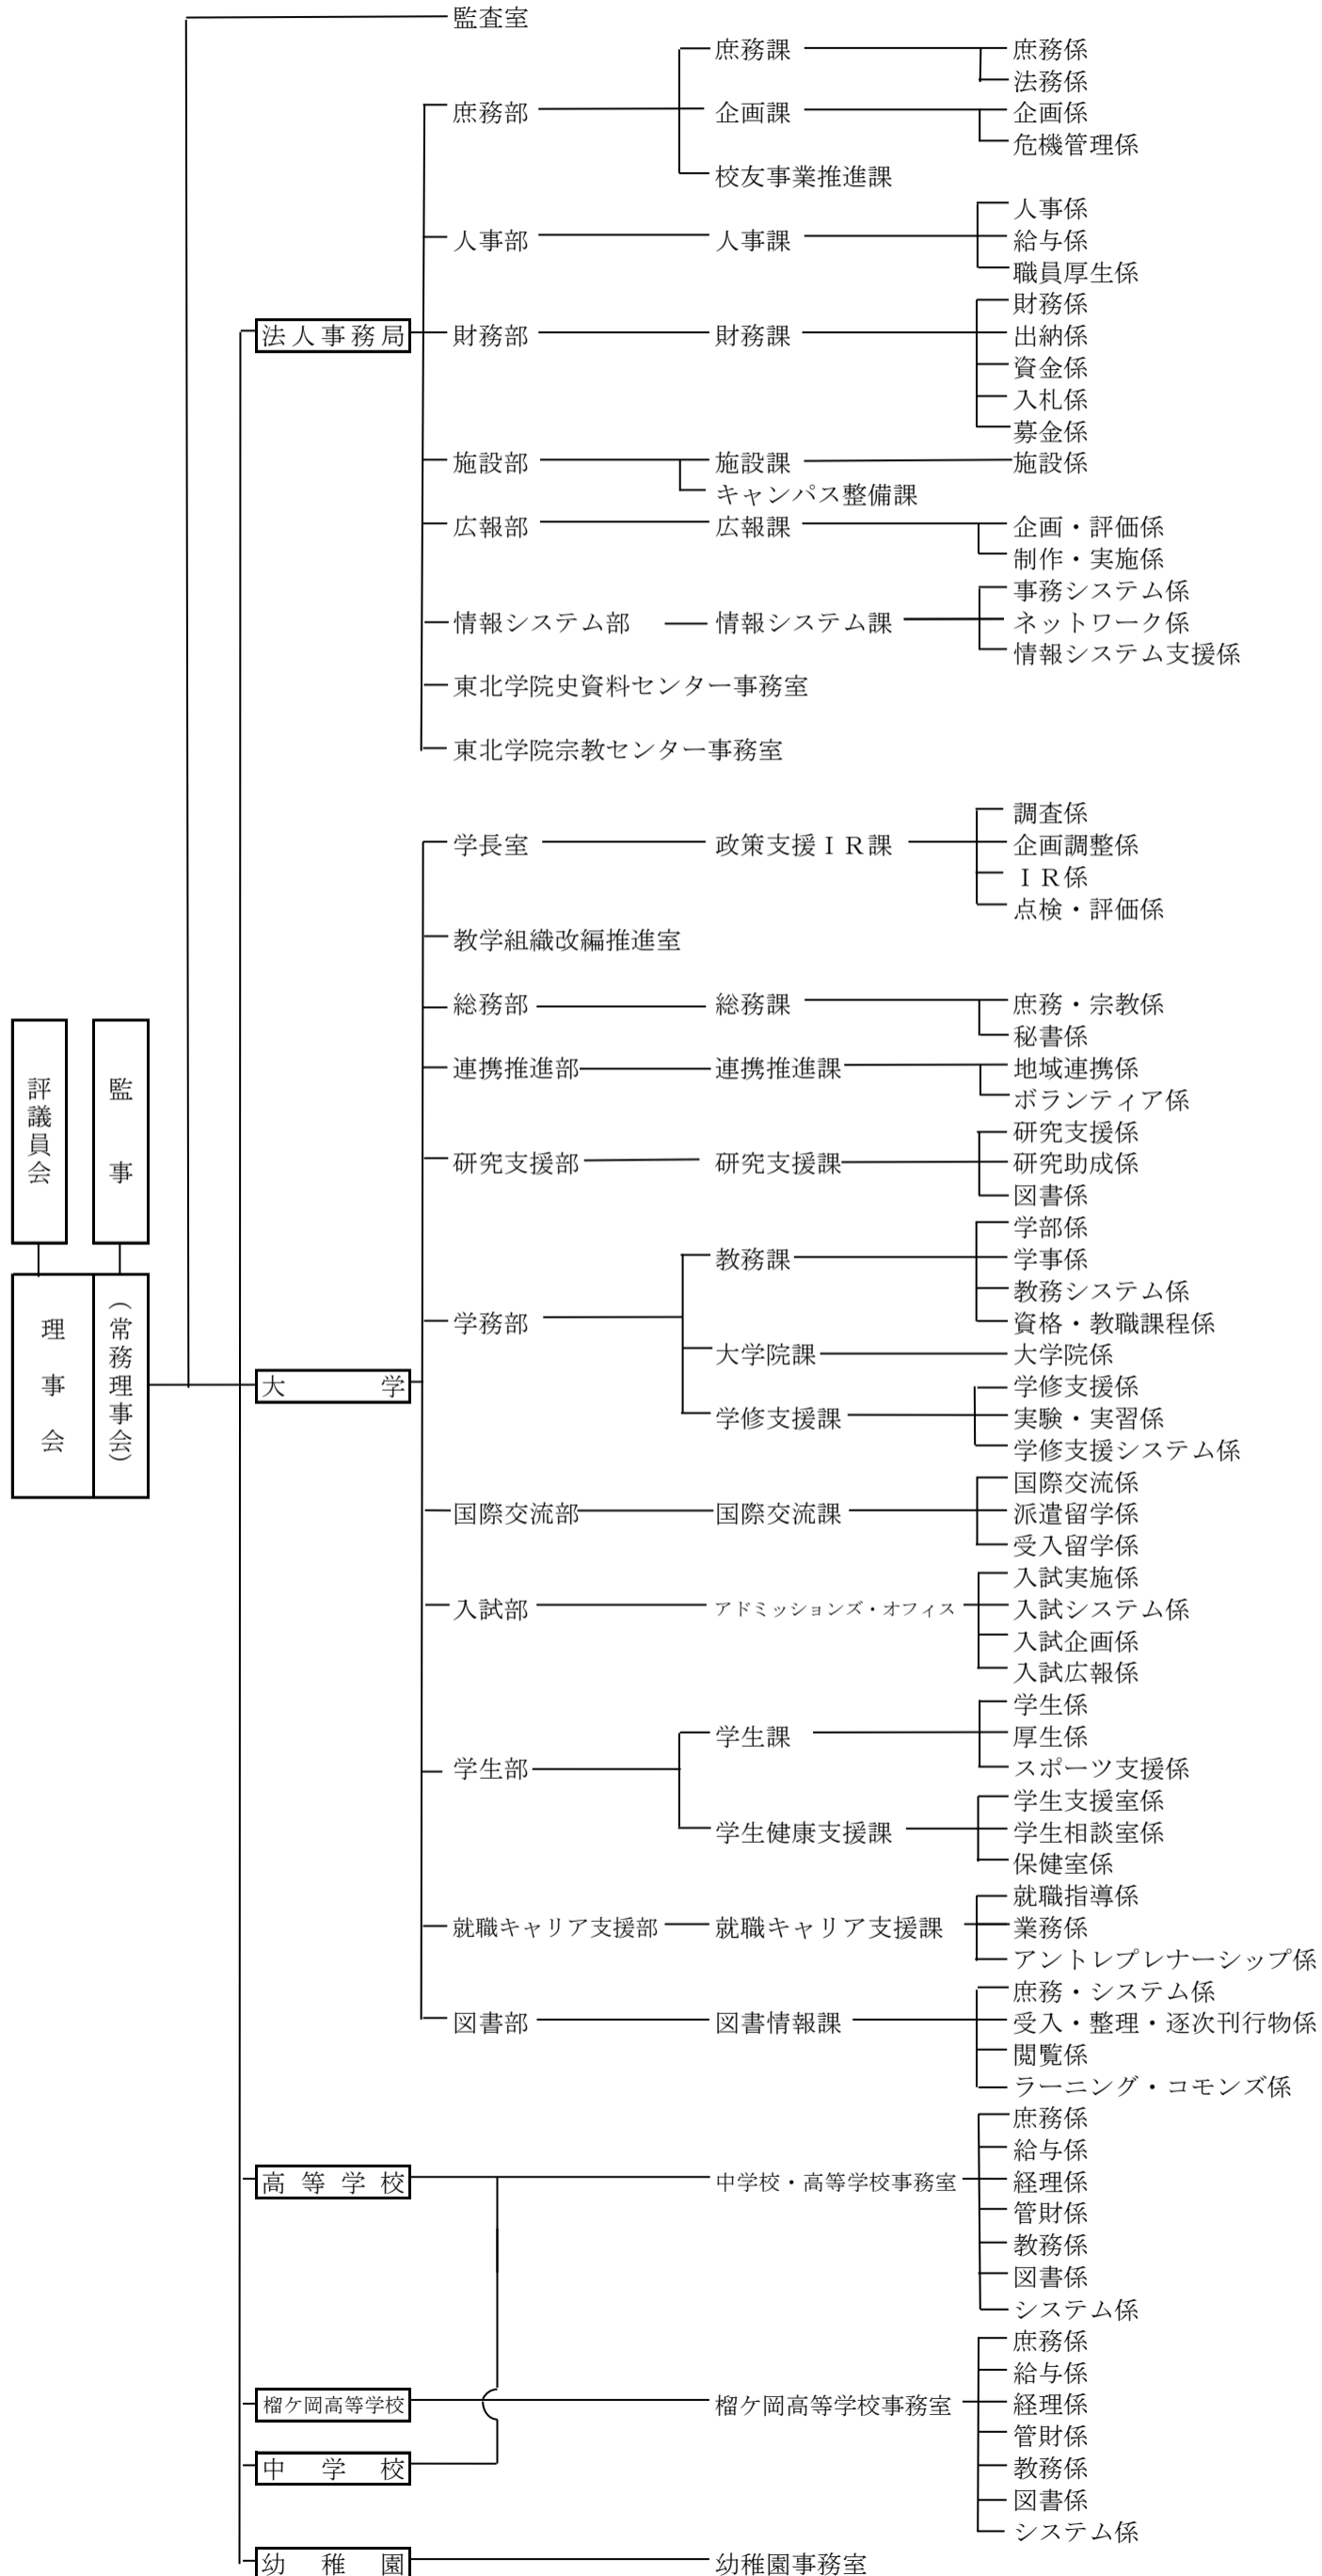 監査室
庶務課
庶務係
法務係
庶務部
企画課
企画係
危機管理係
校友事業推進課
人事係
人事部
人事課
給与係
職員厚生係
財務係
法人事務局
財務部
財務課
出納係
資金係
入札係
募金係
施設部
施設課
施設係
キャンパス整備課
広報部
広報課
企画・評価係
制作・実施係
事務システム係
情報システム部
情報システム課
ネットワーク係
情報システム支援係
東北学院史資料センター事務室
東北学院宗教センター事務室
調査係
学長室
政策支援ＩＲ課
企画調整係
ＩＲ係
点検・評価係
教学組織改編推進室
総務部
総務課
庶務・宗教係
秘書係
連携推進部
連携推進課
地域連携係
ボランティア係
評議員会
監事
研究支援係
研究支援部
研究支援課
研究助成係
図書係
学部係
教務課
学事係
教務システム係
学務部
資格・教職課程係
理事会
（常務理事会）
大学院課
大学院係
大学
学修支援係
学修支援課
実験・実習係
学修支援システム係
国際交流係
国際交流部
国際交流課
派遣留学係
受入留学係
入試実施係
入試部
アドミッションズ・オフィス
入試システム係
入試企画係
入試広報係
学生係
学生課
厚生係
学生部
スポーツ支援係
学生支援室係
学生健康支援課
学生相談室係
保健室係
就職指導係
就職キャリア支援部
就職キャリア支援課
業務係
アントレプレナーシップ係
庶務・システム係
図書部
図書情報課
受入・整理・逐次刊行物係
閲覧係
ラーニング・コモンズ係
庶務係
給与係
高等学校
中学校・高等学校事務室
経理係
管財係
教務係
図書係
システム係
庶務係
給与係
榴ケ岡高等学校
榴ケ岡高等学校事務室
経理係
管財係
中学校
教務係
図書係
システム係
幼稚園
幼稚園事務室